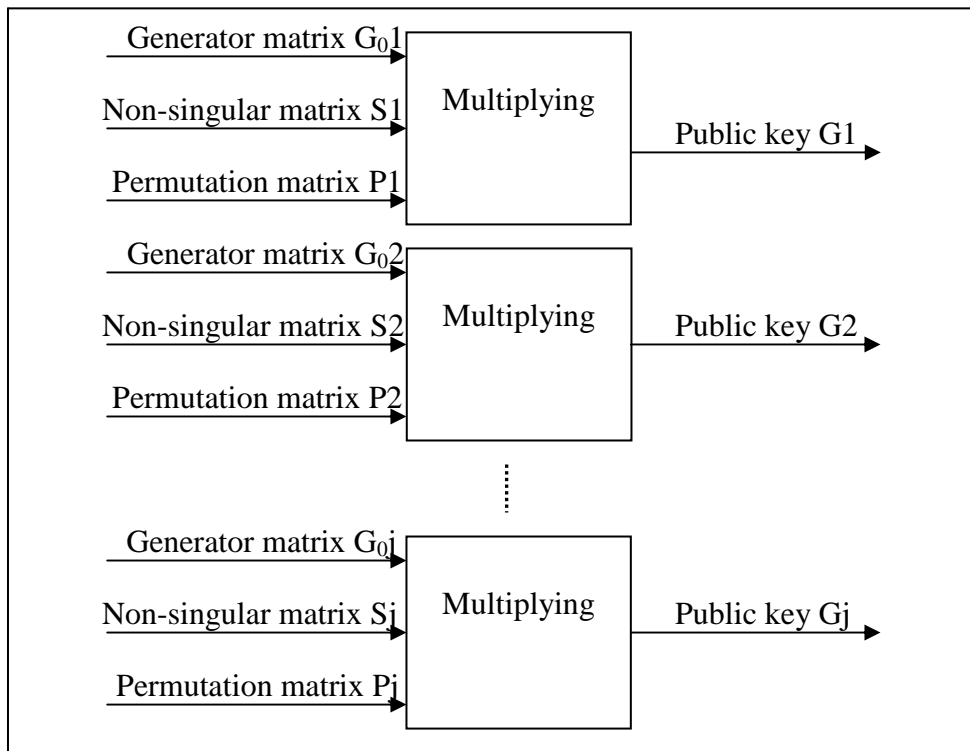 Generator matrix G₀1
Non-singular matrix S1
Permutation matrix P1
Multiplying
Public key G1
Generator matrix G₀2
Non-singular matrix S2
Permutation matrix P2
Multiplying
Public key G2
Generator matrix G₀j
Non-singular matrix Sj
Permutation matrix Pj
Multiplying
Public key Gj